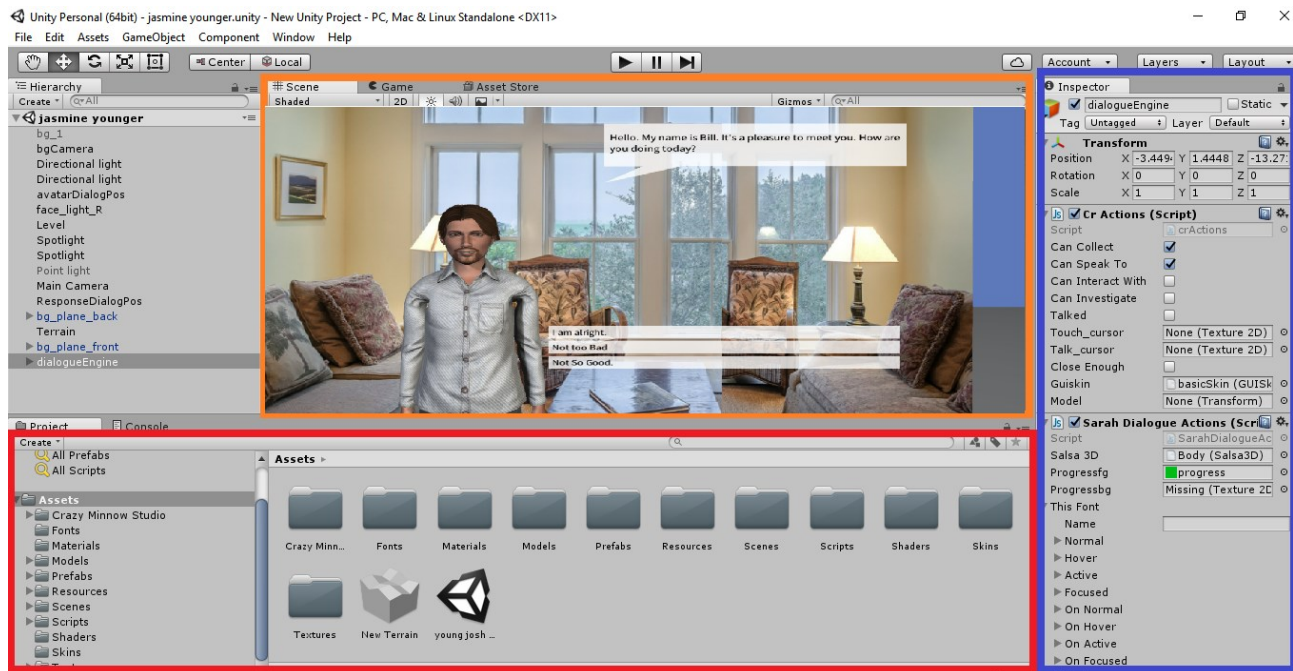 Unity Personal (64bit) - jasmine younger.unity - New Unity Project - PC, Mac & Linux Standalone <DX11>
File Edit Assets GameObject Component Window Help
Center Local Account Layers Layout
Hierarchy
Create All
jasmine younger
bg_1
bgCamera
Directional light
Directional light
avatarDialogPos
face_light_R
Level
Spotlight
Spotlight
Point light
Main Camera
ResponseDialogPos
bg_plane_back
Terrain
bg_plane_front
dialogueEngine
Scene Game Asset Store
Shaded 2D Gizmos All
Hello. My name is Bill. It's a pleasure to meet you. How are
you doing today?
I am alright.
Not too Bad
Not So Good.
Inspector
dialogueEngine Static
Tag Untagged Layer Default
Transform
Position X -3.449 Y 1.4448 Z -13.27
Rotation X 0 Y 0 Z 0
Scale X 1 Y 1 Z 1
Cr Actions (Script)
Script crActions
Can Collect
Can Speak To
Can Interact With
Can Investigate
Talked
Touch_cursor None (Texture 2D)
Talk_cursor None (Texture 2D)
Close Enough
Guiskin basicSkin (GUISk
Model None (Transform)
Sarah Dialogue Actions (Scri
Script SarahDialogueAc
Salsa 3D Body (Salsa3D)
Progressfg progress
Progressbg Missing (Texture 2D
This Font
Name
Normal
Hover
Active
Focused
On Normal
On Hover
On Active
On Focused
Project Console
Create
All Prefabs
All Scripts
Assets
Crazy Minnow Studio
Fonts
Materials
Models
Prefabs
Resources
Scenes
Scripts
Shaders
Skins
Assets
Crazy Minn... Fonts Materials Models Prefabs Resources Scenes Scripts Shaders Skins
Textures New Terrain young josh ...